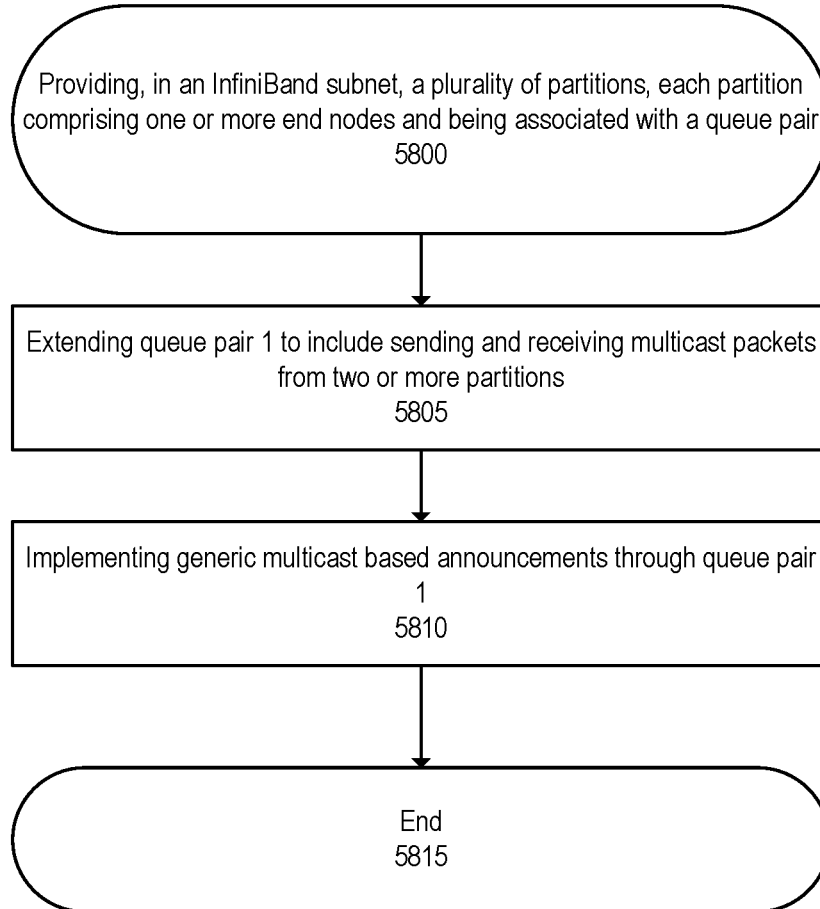 Providing, in an InfiniBand subnet, a plurality of partitions, each partition
comprising one or more end nodes and being associated with a queue pair
5800
Extending queue pair 1 to include sending and receiving multicast packets
from two or more partitions
5805
Implementing generic multicast based announcements through queue pair
1
5810
End
5815